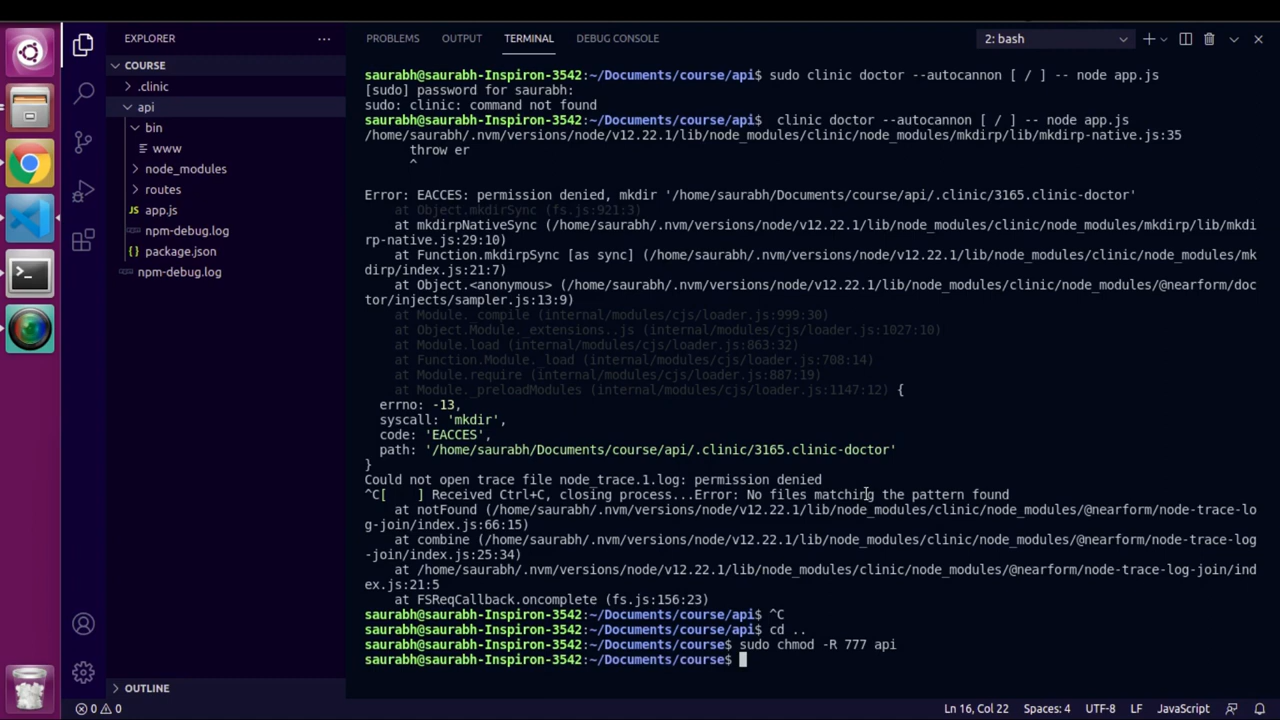 EXPLORER
COURSE
.clinic
api
bin
www
node_modules
routes
JS app.js
npm-debug.log
{ } package.json
npm-debug.log
OUTLINE
PROBLEMS OUTPUT TERMINAL DEBUG CONSOLE 2: bash
saurabh@saurabh-Inspiron-3542:~/Documents/course/api$ sudo clinic doctor --autocannon [ / ] -- node app.js
[sudo] password for saurabh:
sudo: clinic: command not found
saurabh@saurabh-Inspiron-3542:~/Documents/course/api$  clinic doctor --autocannon [ / ] -- node app.js
/home/saurabh/.nvm/versions/node/v12.22.1/lib/node_modules/clinic/node_modules/mkdirp/lib/mkdirp-native.js:35
throw er
^
Error: EACCES: permission denied, mkdir '/home/saurabh/Documents/course/api/.clinic/3165.clinic-doctor'
at Object.mkdirSync (fs.js:921:3)
at mkdirpNativeSync (/home/saurabh/.nvm/versions/node/v12.22.1/lib/node_modules/clinic/node_modules/mkdirp/lib/mkdi
rp-native.js:29:10)
at Function.mkdirpSync [as sync] (/home/saurabh/.nvm/versions/node/v12.22.1/lib/node_modules/clinic/node_modules/mk
dirp/index.js:21:7)
at Object.<anonymous> (/home/saurabh/.nvm/versions/node/v12.22.1/lib/node_modules/clinic/node_modules/@nearform/doc
tor/injects/sampler.js:13:9)
at Module._compile (internal/modules/cjs/loader.js:999:30)
at Object.Module._extensions..js (internal/modules/cjs/loader.js:1027:10)
at Module.load (internal/modules/cjs/loader.js:863:32)
at Function.Module._load (internal/modules/cjs/loader.js:708:14)
at Module.require (internal/modules/cjs/loader.js:887:19)
at Module._preloadModules (internal/modules/cjs/loader.js:1147:12) {
errno: -13,
syscall: 'mkdir',
code: 'EACCES',
path: '/home/saurabh/Documents/course/api/.clinic/3165.clinic-doctor'
}
Could not open trace file node_trace.1.log: permission denied
^C[    ] Received Ctrl+C, closing process...Error: No files matching the pattern found
at notFound (/home/saurabh/.nvm/versions/node/v12.22.1/lib/node_modules/clinic/node_modules/@nearform/node-trace-lo
g-join/index.js:66:15)
at combine (/home/saurabh/.nvm/versions/node/v12.22.1/lib/node_modules/clinic/node_modules/@nearform/node-trace-log
-join/index.js:25:34)
at /home/saurabh/.nvm/versions/node/v12.22.1/lib/node_modules/clinic/node_modules/@nearform/node-trace-log-join/ind
ex.js:21:5
at FSReqCallback.oncomplete (fs.js:156:23)
saurabh@saurabh-Inspiron-3542:~/Documents/course/api$ ^C
saurabh@saurabh-Inspiron-3542:~/Documents/course/api$ cd ..
saurabh@saurabh-Inspiron-3542:~/Documents/course$ sudo chmod -R 777 api
saurabh@saurabh-Inspiron-3542:~/Documents/course$
0 0 Ln 16, Col 22 Spaces: 4 UTF-8 LF JavaScript